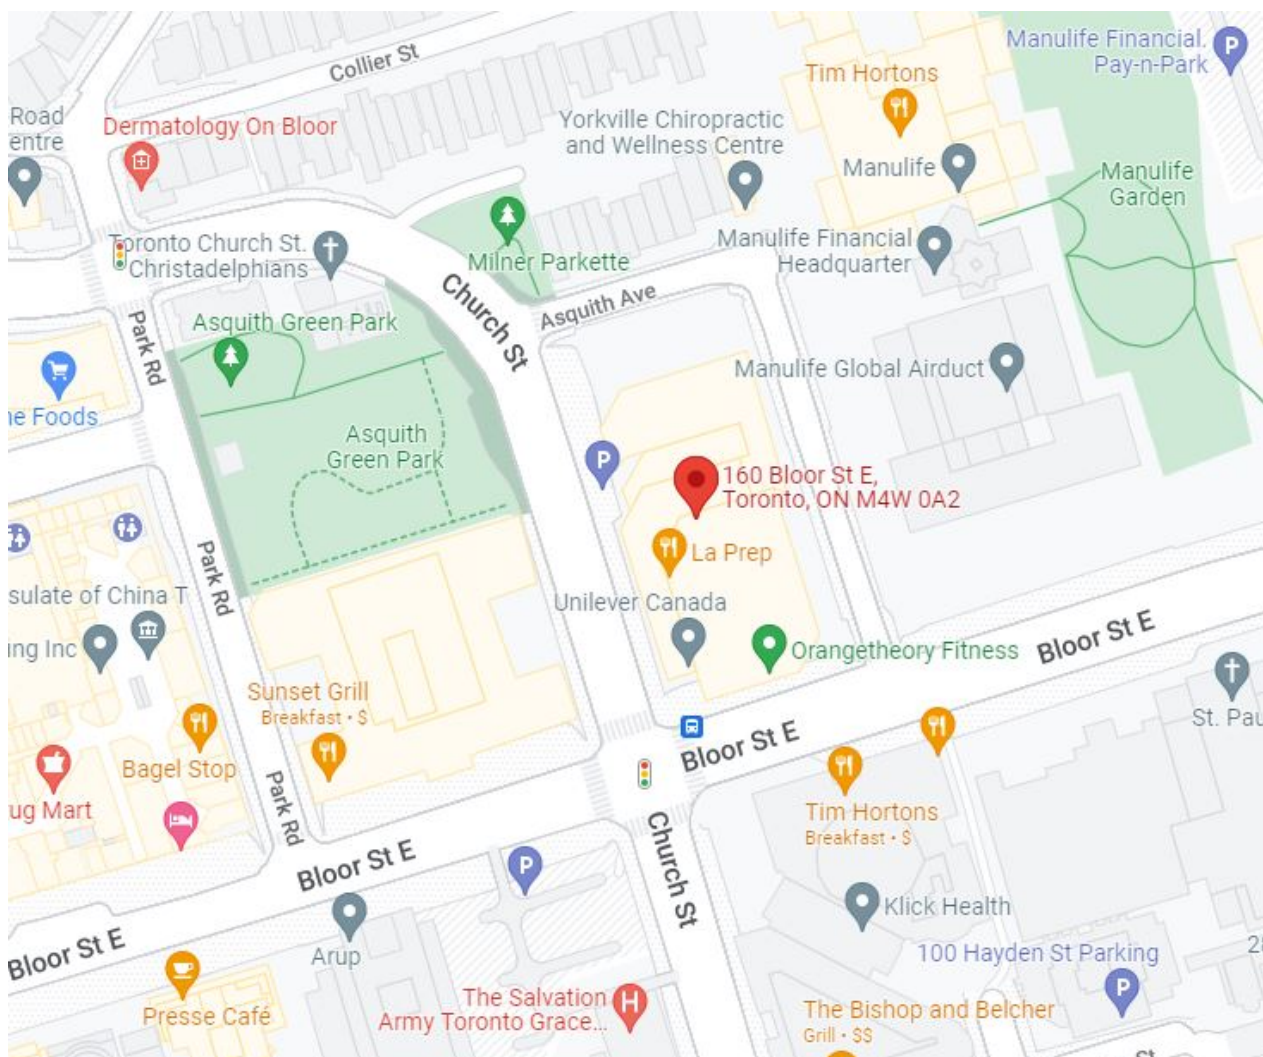 Collier St
Manulife Financial.
Pay-n-Park
P
Tim Hortons
Road
entre
Dermatology On Bloor
Yorkville Chiropractic
and Wellness Centre
Manulife
Manulife
Garden
Toronto Church St.
Christadelphians
Milner Parkette
Manulife Financial
Headquarter
Church St
Asquith Ave
Park Rd
Asquith Green Park
Manulife Global Airduct
ne Foods
Asquith
Green Park
P
160 Bloor St E,
Toronto, ON M4W 0A2
La Prep
Park Rd
sulate of China T
Unilever Canada
ing Inc
Orangetheory Fitness
Bloor St E
Sunset Grill
Breakfast • $
St. Pau
Bloor St E
Bagel Stop
ug Mart
Park Rd
Tim Hortons
Breakfast • $
Church St
Bloor St E
P
Klick Health
Arup
Bloor St E
100 Hayden St Parking
P
28
The Salvation
Army Toronto Grace...
H
Presse Café
The Bishop and Belcher
Grill • $$
St